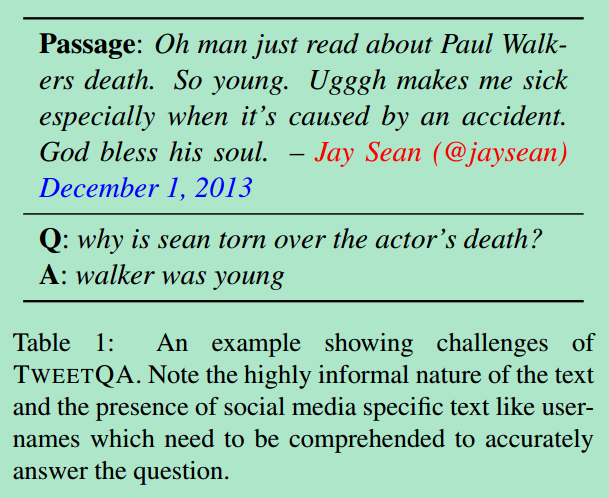 Passage: Oh man just read about Paul Walk-
ers death. So young. Ugggh makes me sick
especially when it's caused by an accident.
God bless his soul. – Jay Sean (@jaysean)
December 1, 2013
Q: why is sean torn over the actor's death?
A: walker was young
Table 1: An example showing challenges of
TWEETQA. Note the highly informal nature of the text
and the presence of social media specific text like user-
names which need to be comprehended to accurately
answer the question.